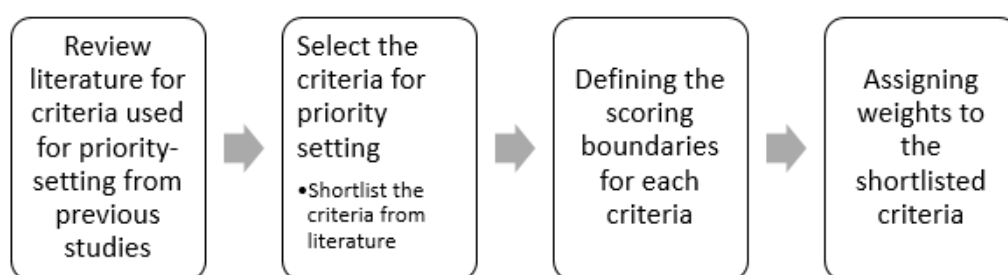 Review
literature for
criteria used
for priority-
setting from
previous
studies
Select the
criteria for
priority
setting
•Shortlist the
criteria from
literature
Defining the
scoring
boundaries
for each
criteria
Assigning
weights to
the
shortlisted
criteria